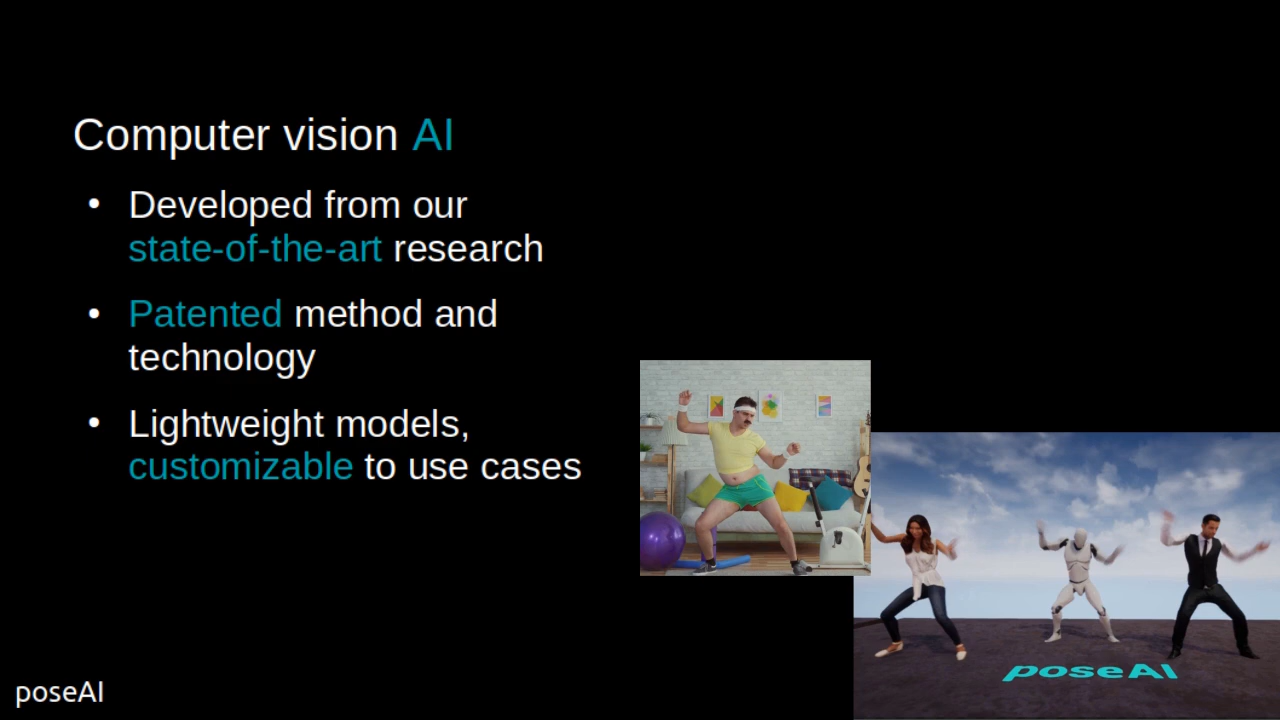 Computer vision AI
• Developed from our
state-of-the-art research
• Patented method and
technology
• Lightweight models,
customizable to use cases
poseAI
poseAI